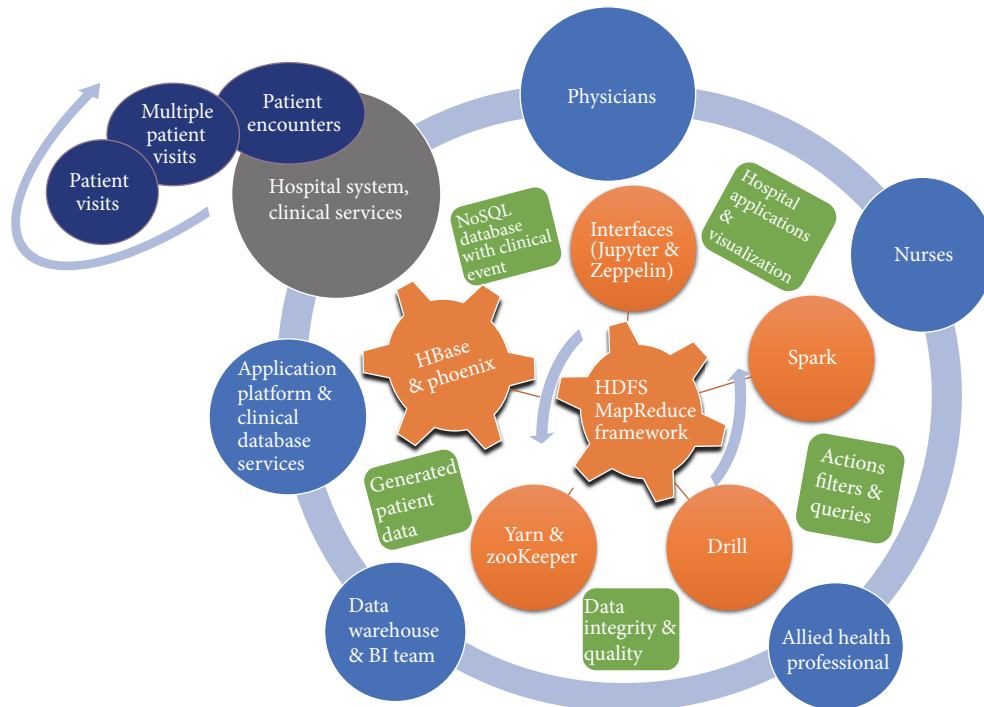 Physicians
Patient
encounters
Multiple
patient
visits
Patient
visits
Hospital system,
clinical services
NoSQL
database
with clinical
event
Interfaces
(Jupyter &
Zeppelin)
Hospital
applications
&
visualization
Nurses
HBase
& phoenix
HDFS
MapReduce
framework
Spark
Application
platform &
clinical
database
services
Generated
patient
data
Yarn &
zooKeeper
Drill
Actions
filters &
queries
Data
warehouse
& BI team
Data
integrity &
quality
Allied health
professional